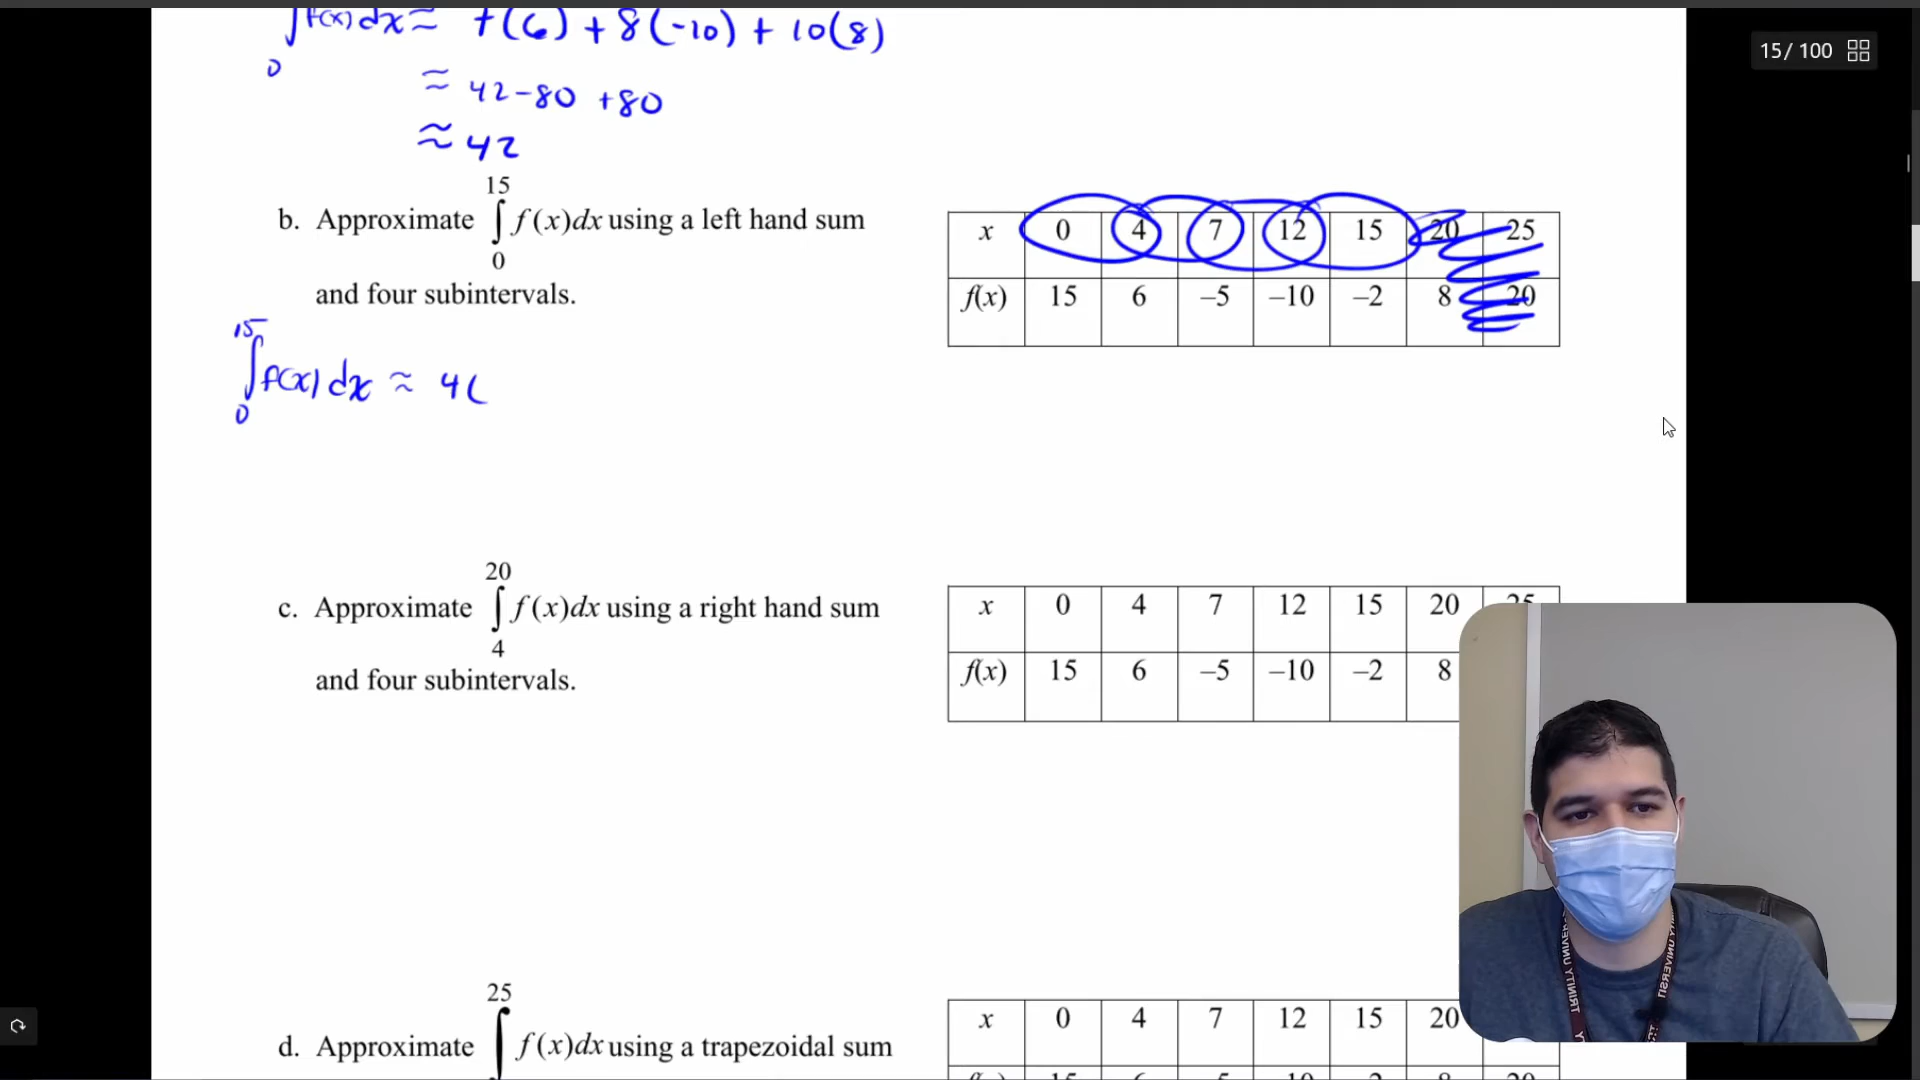 ∫ f(x) dx ≈ 7(6) + 8(-10) + 10(8)
0
≈ 42-80 +80
≈ 42
15
b. Approximate ∫ f(x)dx using a left hand sum
0
and four subintervals.
x 0 4 7 12 15 20 25
f(x) 15 6 –5 –10 –2 8 20
15
∫ f(x) dx ≈ 4(
0
20
c. Approximate ∫ f(x)dx using a right hand sum
4
and four subintervals.
x 0 4 7 12 15 20
f(x) 15 6 –5 –10 –2 8
25
d. Approximate ∫ f(x)dx using a trapezoidal sum
x 0 4 7 12 15 20
15/ 100
TRINITY UNIVERSI